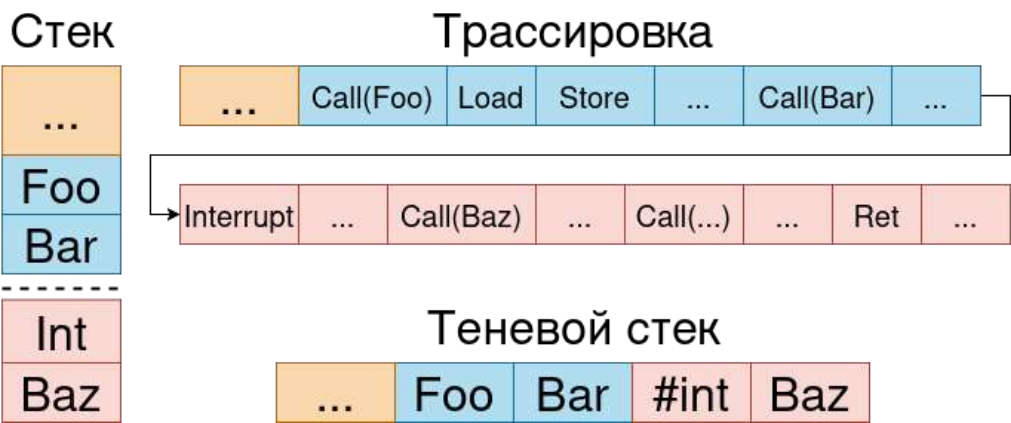 Стек
Трассировка
...
Foo
Bar
Int
Baz
... Call(Foo) Load Store ... Call(Bar) ...
Interrupt ... Call(Baz) ... Call(...) ... Ret ...
Теневой стек
... Foo Bar #int Baz